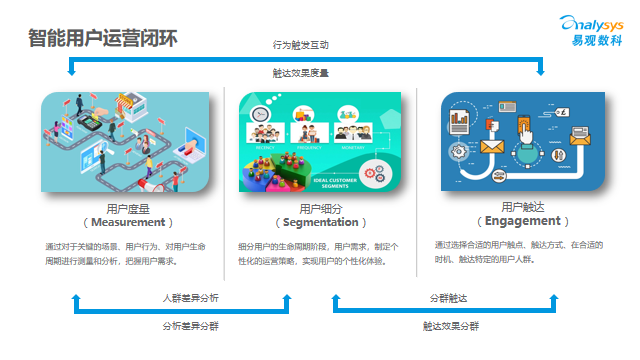 智能用户运营闭环
analysys
易观数科
行为触发互动
触达效果度量
RECENCY
FREQUENCY
MONETARY
IDEAL CUSTOMER
SEGMENTS
用户度量
（Measurement）
通过对于关键的场景、用户行为、对用户生命
周期进行测量和分析，把握用户需求。
用户细分
（Segmentation）
细分用户的生命周期阶段，用户需求，制定个
性化的运营策略，实现用户的个性化体验。
用户触达
（Engagement）
通过选择合适的用户触点、触达方式、在合适的
时机、触达特定的用户人群。
人群差异分析
分析差异分群
分群触达
触达效果分群